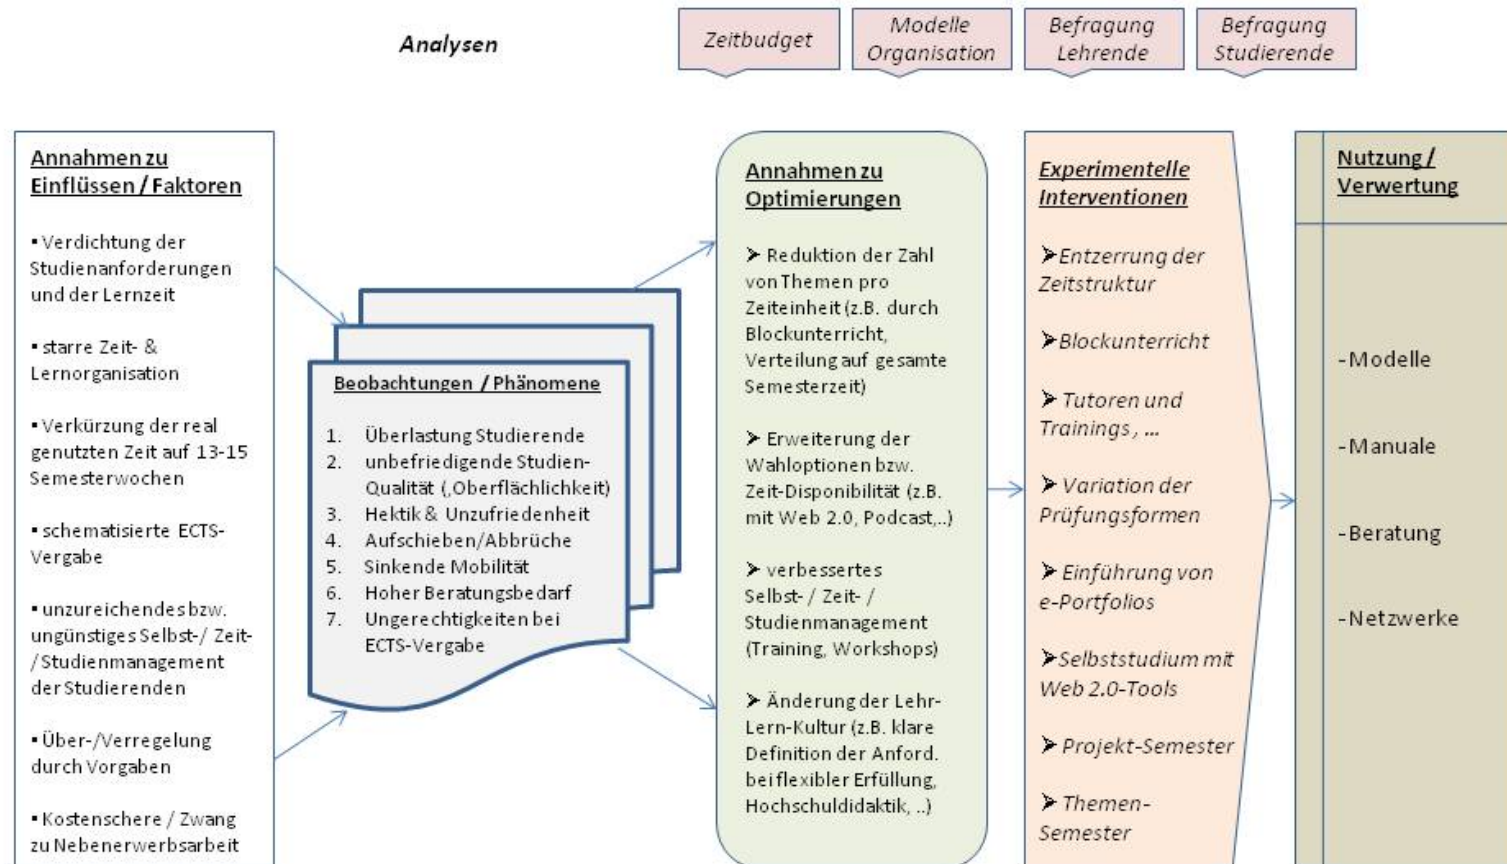 Analysen
Zeitbudget
Modelle
Organisation
Befragung
Lehrende
Befragung
Studierende
Annahmen zu
Einflüssen / Faktoren
▪ Verdichtung der
Studienanforderungen
und der Lernzeit
▪ starre Zeit- &
Lernorganisation
▪ Verkürzung der real
genutzten Zeit auf 13-15
Semesterwochen
▪ schematisierte ECTS-
Vergabe
▪ unzureichendes bzw.
ungünstiges Selbst-/ Zeit-
/ Studienmanagement
der Studierenden
▪ Über-/Verregelung
durch Vorgaben
▪ Kostenschere / Zwang
zu Nebenerwerbsarbeit
Beobachtungen / Phänomene
1. Überlastung Studierende
2. unbefriedigende Studien-
Qualität (‚Oberflächlichkeit)
3. Hektik & Unzufriedenheit
4. Aufschieben/Abbrüche
5. Sinkende Mobilität
6. Hoher Beratungsbedarf
7. Ungerechtigkeiten bei
ECTS-Vergabe
Annahmen zu
Optimierungen
➤ Reduktion der Zahl
von Themen pro
Zeiteinheit (z.B. durch
Blockunterricht,
Verteilung auf gesamte
Semesterzeit)
➤ Erweiterung der
Wahloptionen bzw.
Zeit-Disponibilität (z.B.
mit Web 2.0, Podcast,..)
➤ verbessertes
Selbst- / Zeit- /
Studienmanagement
(Training, Workshops)
➤ Änderung der Lehr-
Lern-Kultur (z.B. klare
Definition der Anford.
bei flexibler Erfüllung,
Hochschuldidaktik, ..)
Experimentelle
Interventionen
➤Entzerrung der
Zeitstruktur
➤Blockunterricht
➤ Tutoren und
Trainings , ...
➤ Variation der
Prüfungsformen
➤ Einführung von
e-Portfolios
➤Selbststudium mit
Web 2.0-Tools
➤ Projekt-Semester
➤ Themen-
Semester
Nutzung /
Verwertung
-Modelle
-Manuale
-Beratung
-Netzwerke